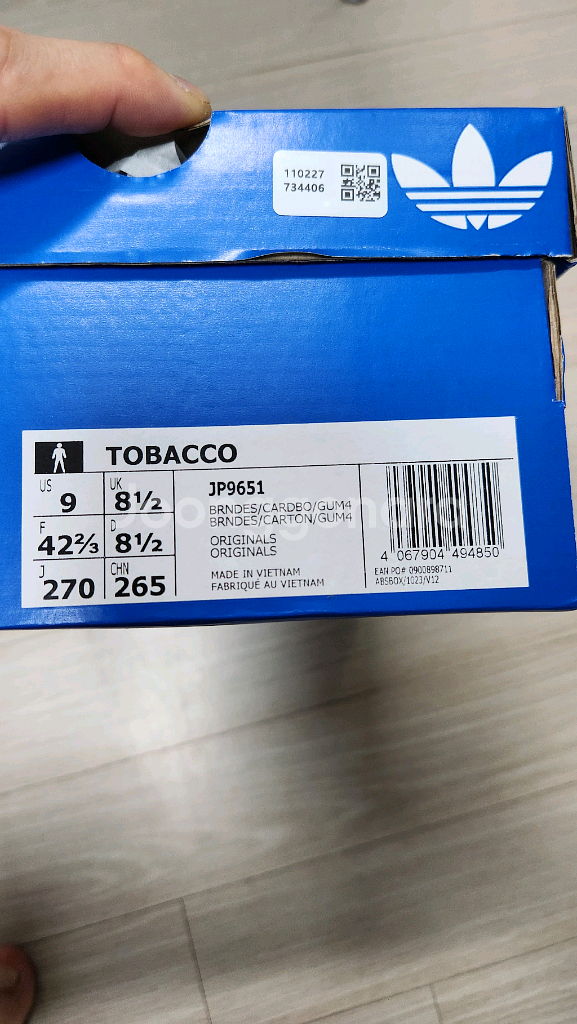 110227
734406
TOBACCO
US 9
UK 8½
F 42⅔
D 8½
J 270
CHN 265
JP9651
BRNDES/CARDBO/GUM4
BRNDES/CARTON/GUM4
ORIGINALS
ORIGINALS
MADE IN VIETNAM
FABRIQUÉ AU VIETNAM
4 067904 494850
EAN PO# 0900898711
ABSBOX/1023/V12
Joonggonara